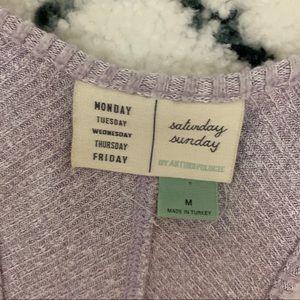 MONDAY
TUESDAY
WEDNESDAY
THURSDAY
FRIDAY
saturday
sunday
BY ANTHROPOLOGIE
M
MADE IN TURKEY